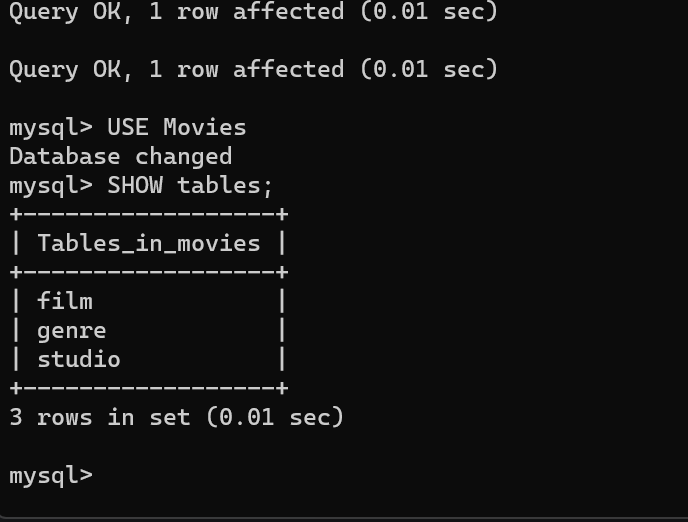 Query OK, 1 row affected (0.01 sec)
Query OK, 1 row affected (0.01 sec)
mysql> USE Movies
Database changed
mysql> SHOW tables;
+------------------+
| Tables_in_movies |
+------------------+
| film             |
| genre            |
| studio           |
+------------------+
3 rows in set (0.01 sec)
mysql>